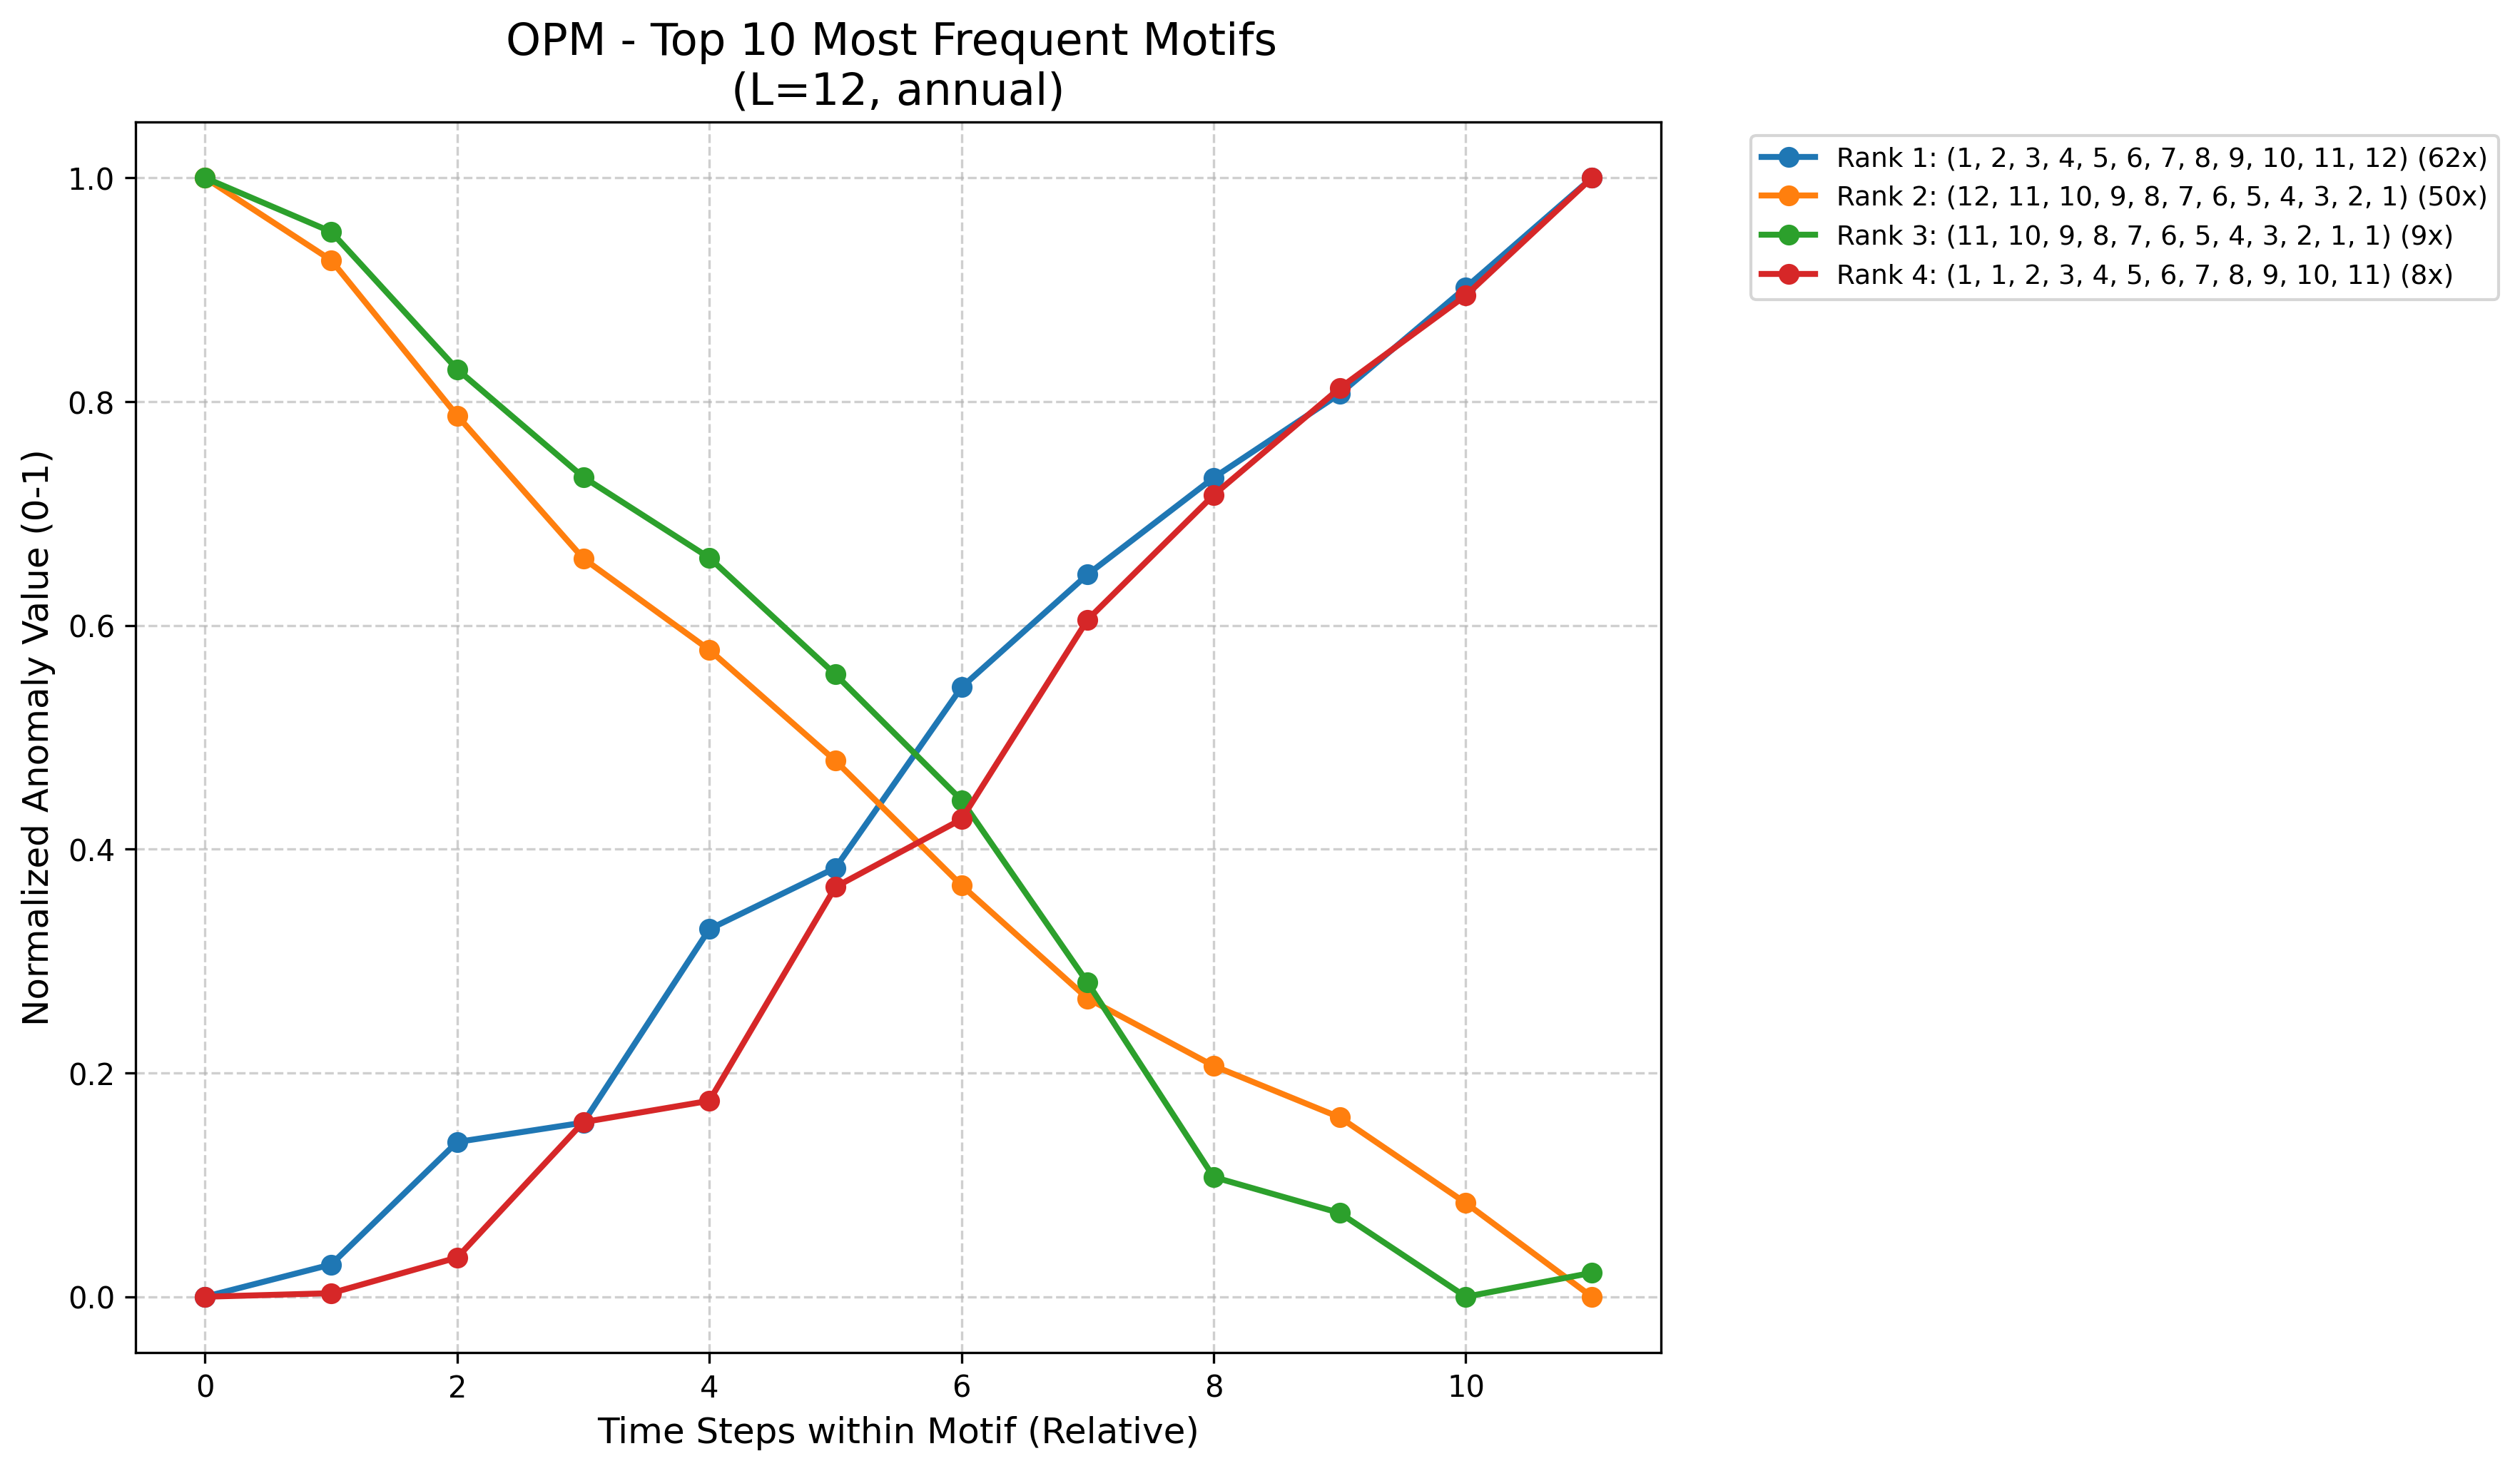 OPM - Top 10 Most Frequent Motifs
(L=12, annual)
Normalized Anomaly Value (0-1)
1.0
0.8
0.6
0.4
0.2
0.0
0 2 4 6 8 10
Time Steps within Motif (Relative)
Rank 1: (1, 2, 3, 4, 5, 6, 7, 8, 9, 10, 11, 12) (62x)
Rank 2: (12, 11, 10, 9, 8, 7, 6, 5, 4, 3, 2, 1) (50x)
Rank 3: (11, 10, 9, 8, 7, 6, 5, 4, 3, 2, 1, 1) (9x)
Rank 4: (1, 1, 2, 3, 4, 5, 6, 7, 8, 9, 10, 11) (8x)